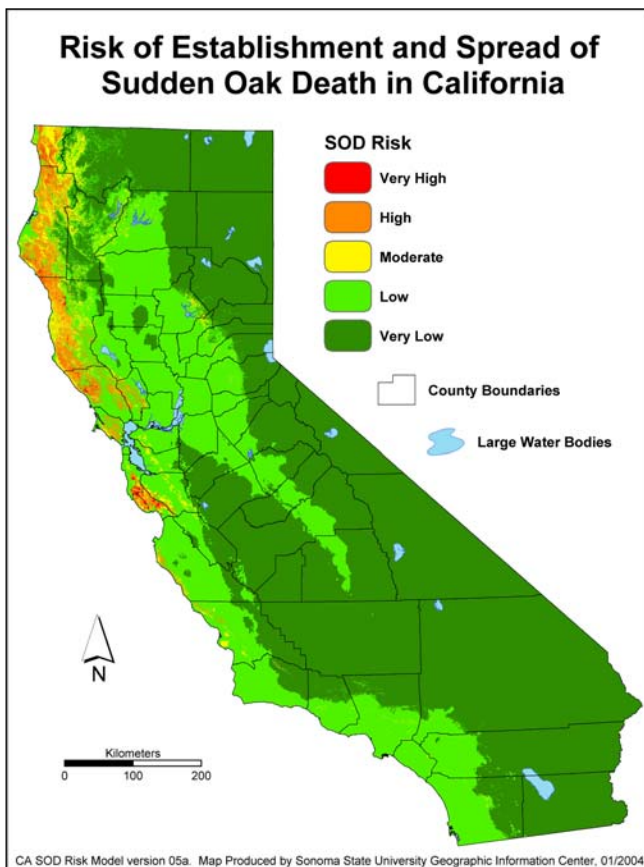 Risk of Establishment and Spread of
Sudden Oak Death in California
SOD Risk
Very High
High
Moderate
Low
Very Low
County Boundaries
Large Water Bodies
N
Kilometers
0 100 200
CA SOD Risk Model version 05a. Map Produced by Sonoma State University Geographic Information Center, 01/2004